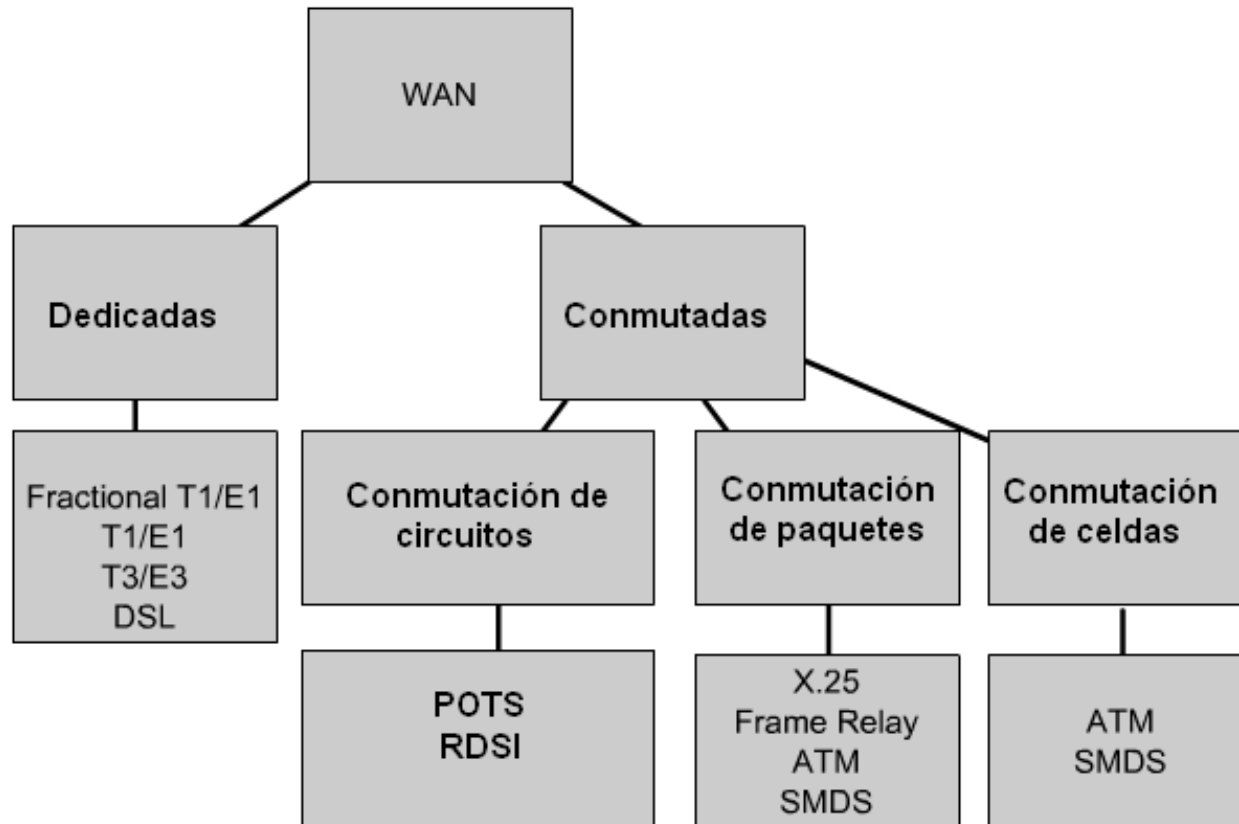 WAN
Dedicadas
Conmutadas
Fractional T1/E1
T1/E1
T3/E3
DSL
Conmutación de
circuitos
Conmutación
de paquetes
Conmutación
de celdas
POTS
RDSI
X.25
Frame Relay
ATM
SMDS
ATM
SMDS